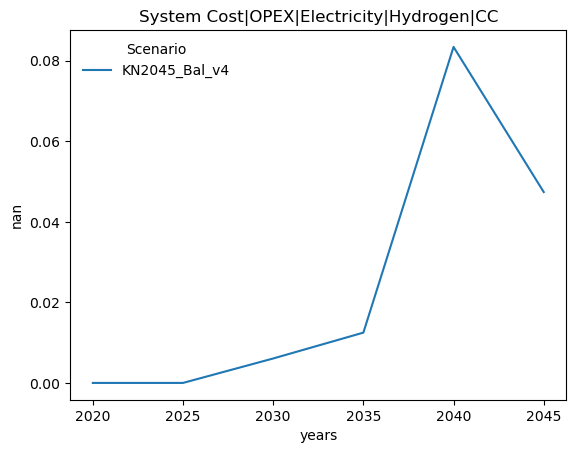 System Cost|OPEX|Electricity|Hydrogen|CC
Scenario
KN2045_Bal_v4
0.08
0.06
0.04
0.02
0.00
nan
2020 2025 2030 2035 2040 2045
years